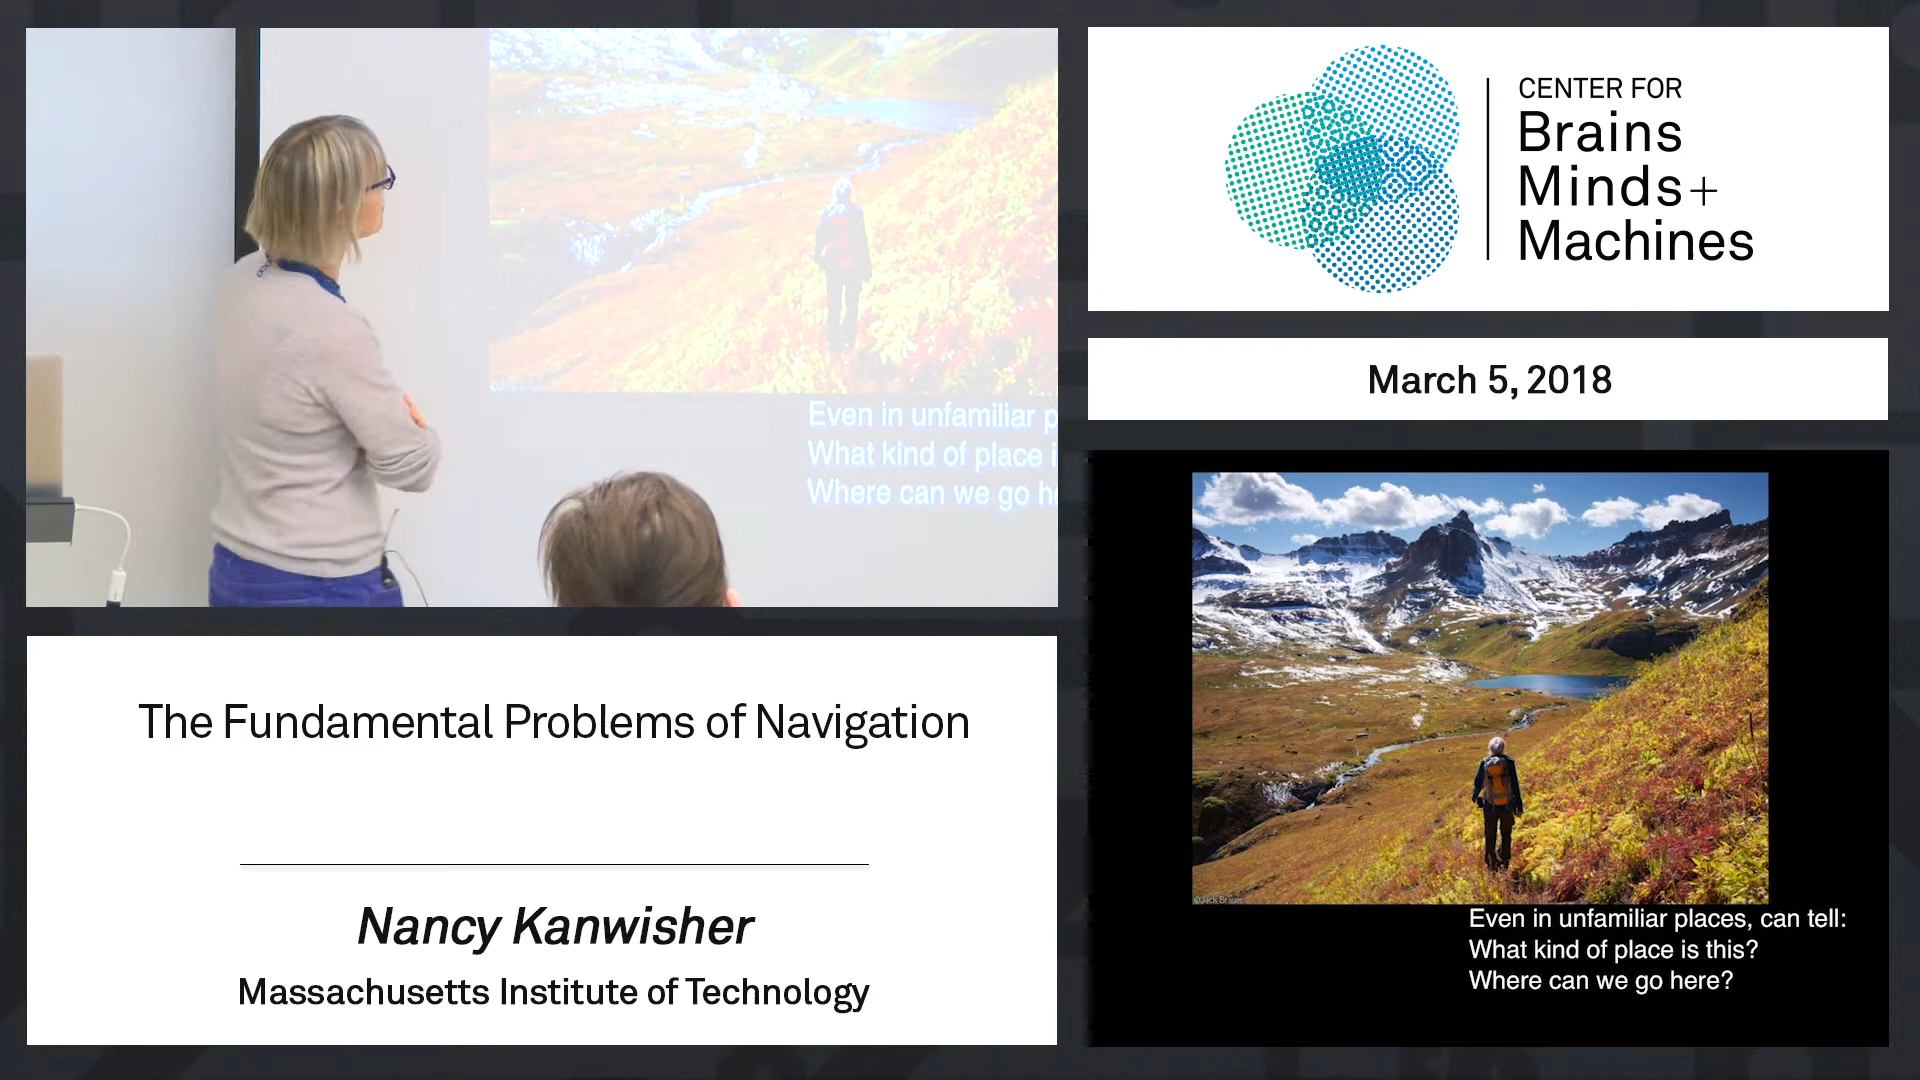 Even in unfamiliar p
What kind of place i
Where can we go h
CENTER FOR
Brains
Minds+
Machines
March 5, 2018
The Fundamental Problems of Navigation
Nancy Kanwisher
Massachusetts Institute of Technology
©Jack Brauer
Even in unfamiliar places, can tell:
What kind of place is this?
Where can we go here?